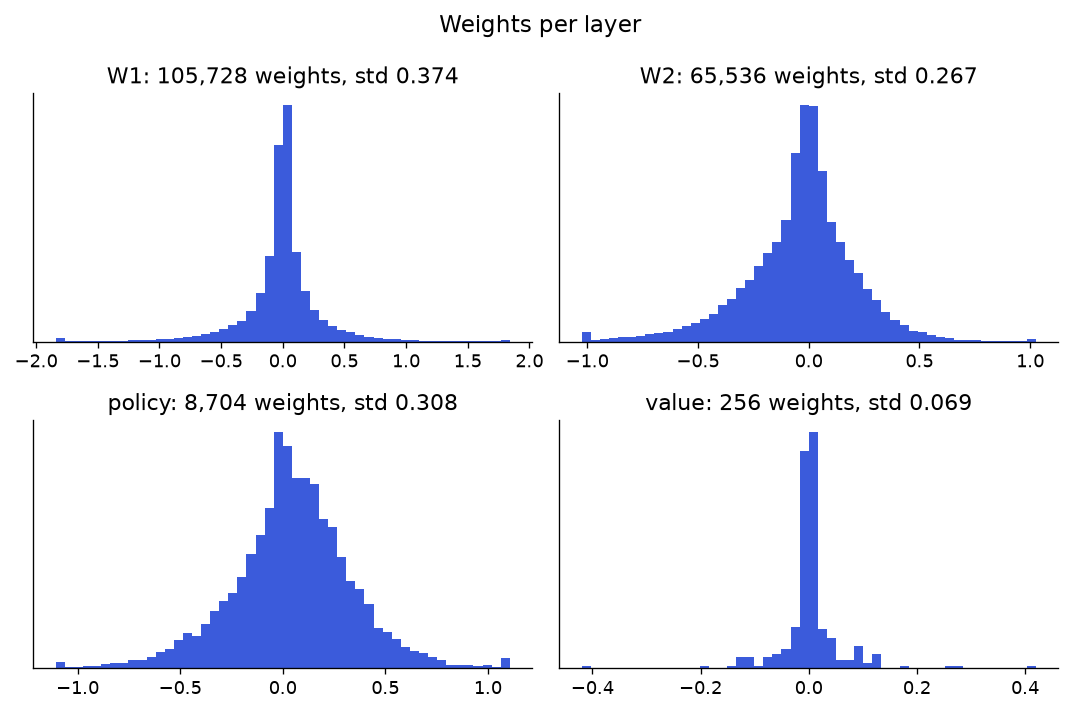 Weights per layer
W1: 105,728 weights, std 0.374
W2: 65,536 weights, std 0.267
−2.0 −1.5 −1.0 −0.5 0.0 0.5 1.0 1.5 2.0
−1.0 −0.5 0.0 0.5 1.0
policy: 8,704 weights, std 0.308
value: 256 weights, std 0.069
−1.0 −0.5 0.0 0.5 1.0
−0.4 −0.2 0.0 0.2 0.4